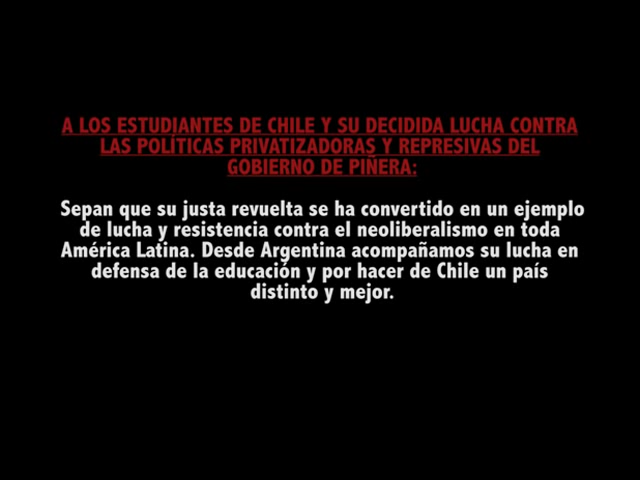 A LOS ESTUDIANTES DE CHILE Y SU DECIDIDA LUCHA CONTRA
LAS POLÍTICAS PRIVATIZADORAS Y REPRESIVAS DEL
GOBIERNO DE PIÑERA:
Sepan que su justa revuelta se ha convertido en un ejemplo
de lucha y resistencia contra el neoliberalismo en toda
América Latina. Desde Argentina acompañamos su lucha en
defensa de la educación y por hacer de Chile un país
distinto y mejor.